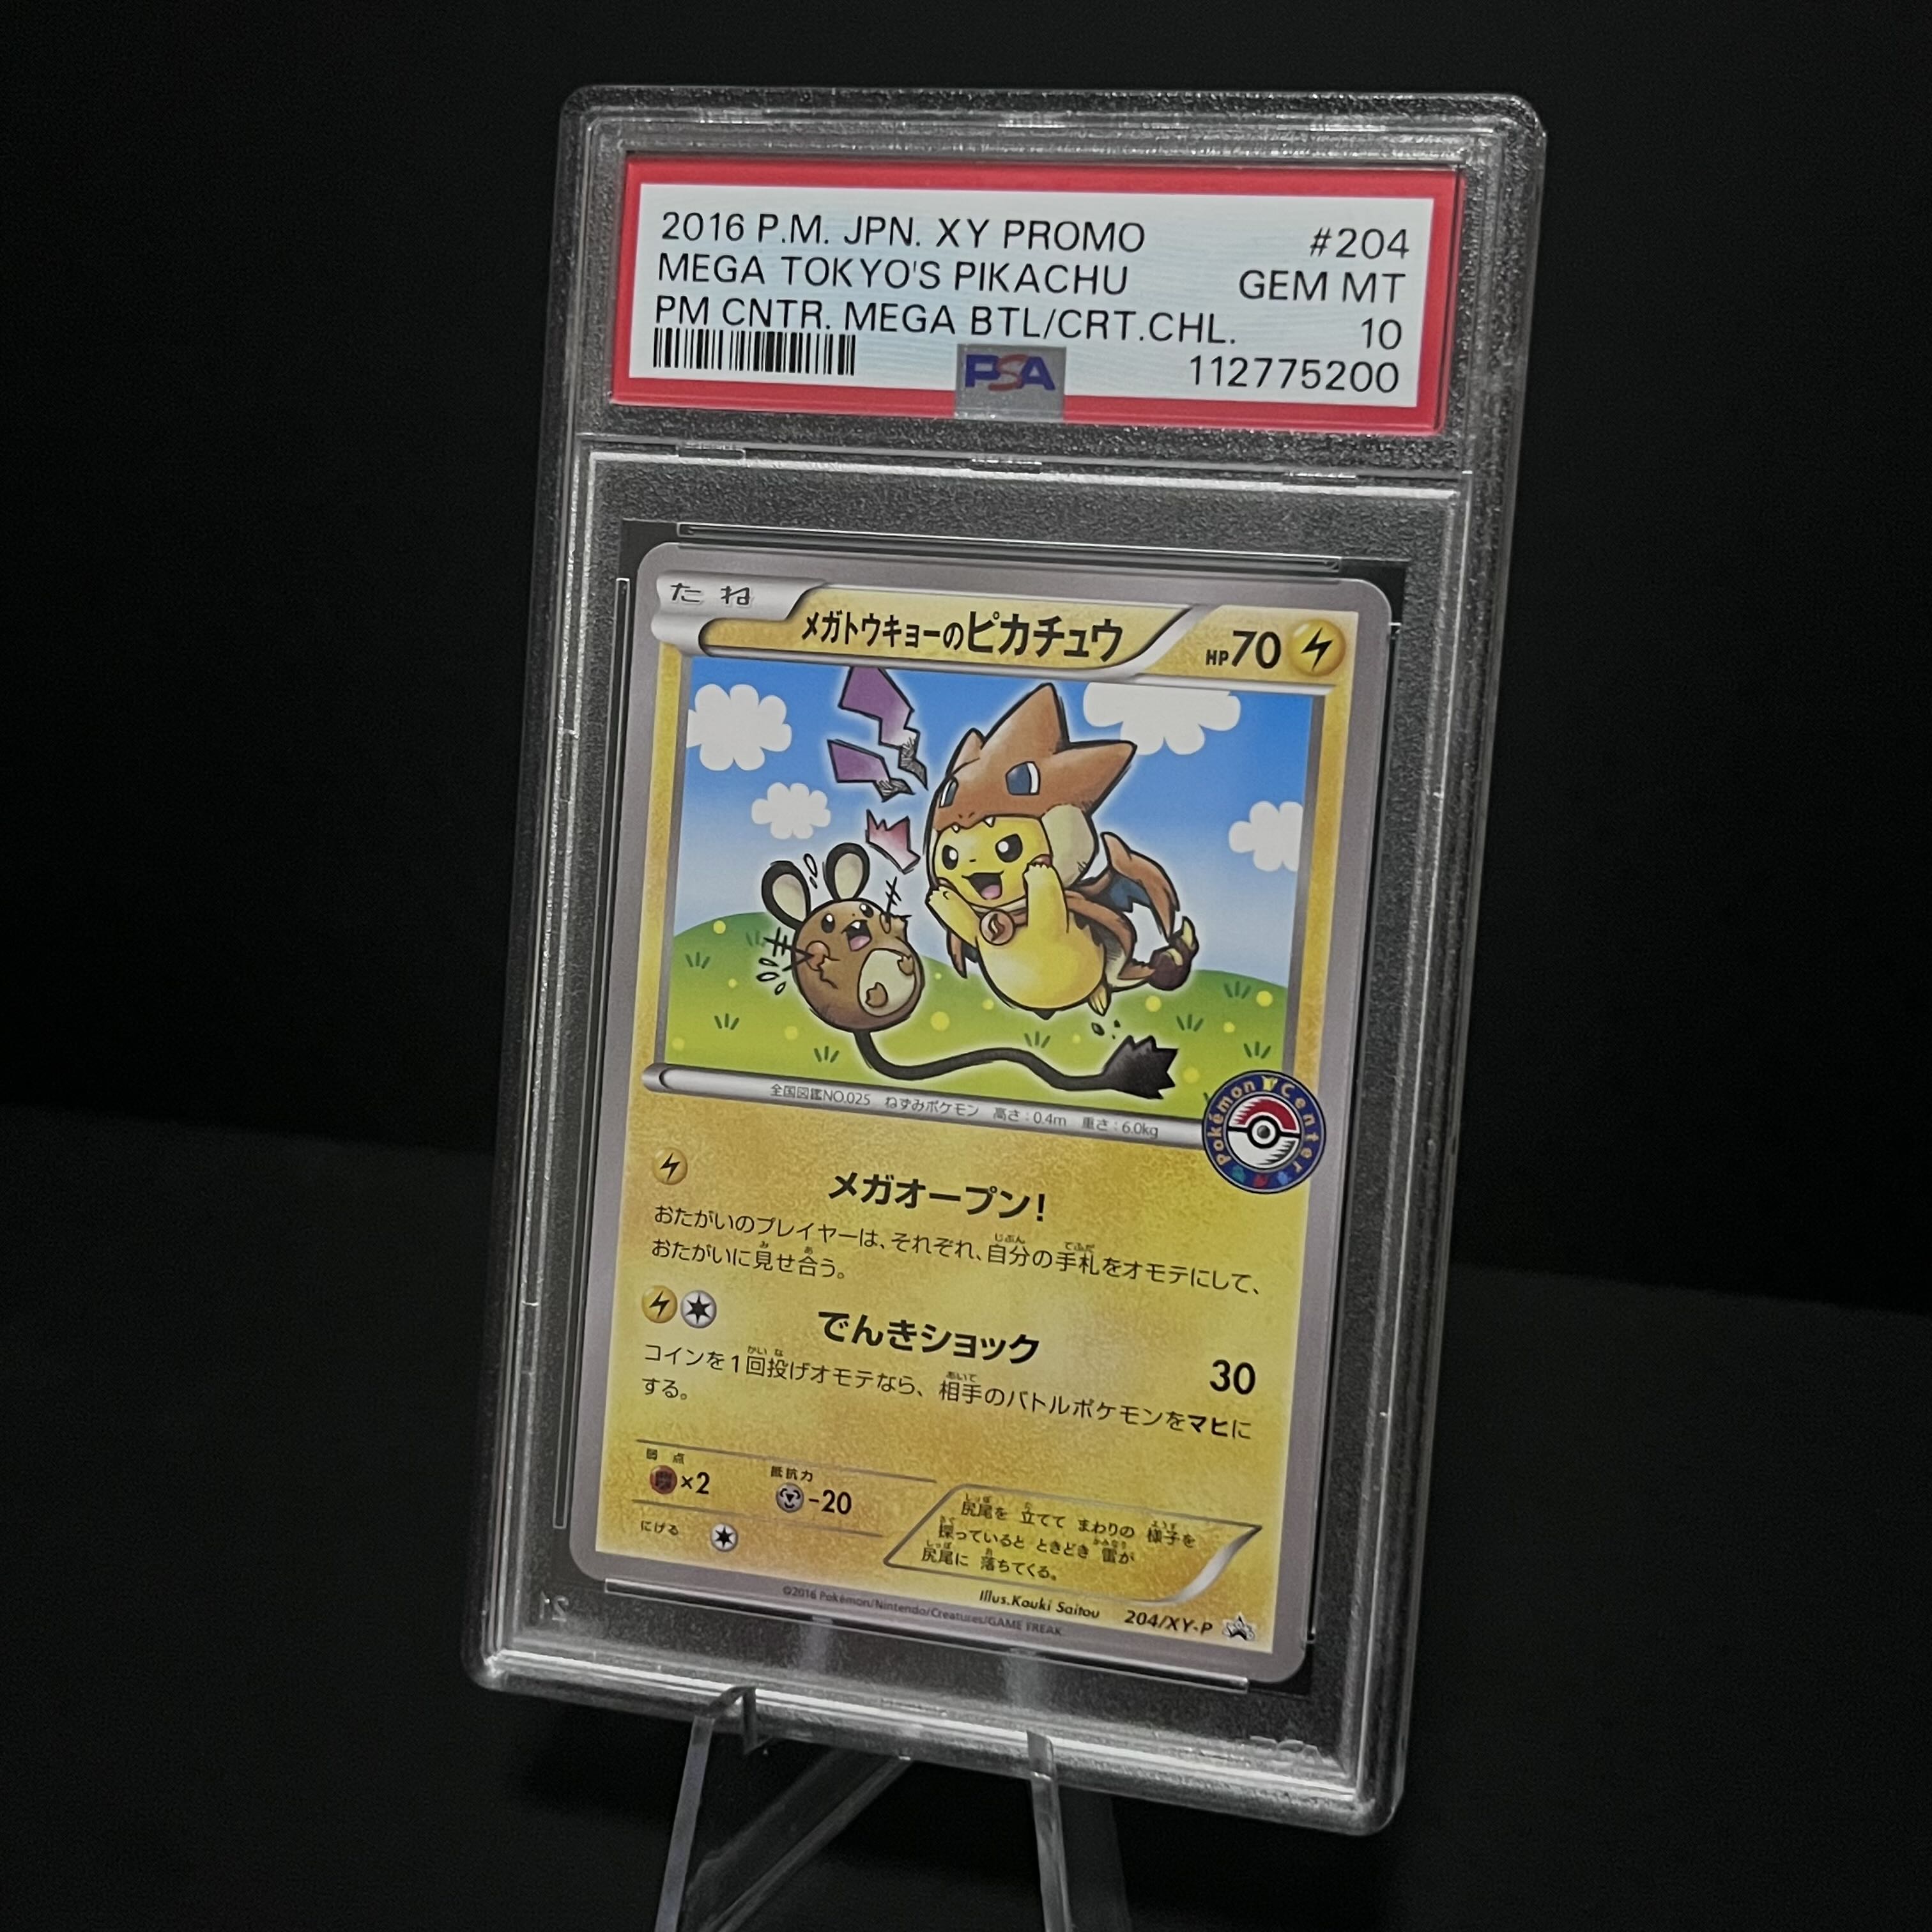 2016 P.M. JPN. XY PROMO #204
MEGA TOKYO'S PIKACHU GEM MT
PM CNTR. MEGA BTL/CRT.CHL. 10
PSA 112775200
たね
メガトウキョーのピカチュウ HP70
全国図鑑NO.025 ねずみポケモン 高さ:0.4m 重さ:6.0kg
Pokémon Center
メガオープン!
おたがいのプレイヤーは、それぞれ、自分の手札をオモテにして、
おたがいに見せ合う。
でんきショック 30
コインを1回投げオモテなら、相手のバトルポケモンをマヒに
する。
弱点 抵抗力
×2 -20
にげる
尻尾を 立てて まわりの 様子を
探っていると ときどき 雷が
尻尾に 落ちてくる。
Illus.Kouki Saitou 204/XY-P
©2016 Pokémon/Nintendo/Creatures/GAME FREAK